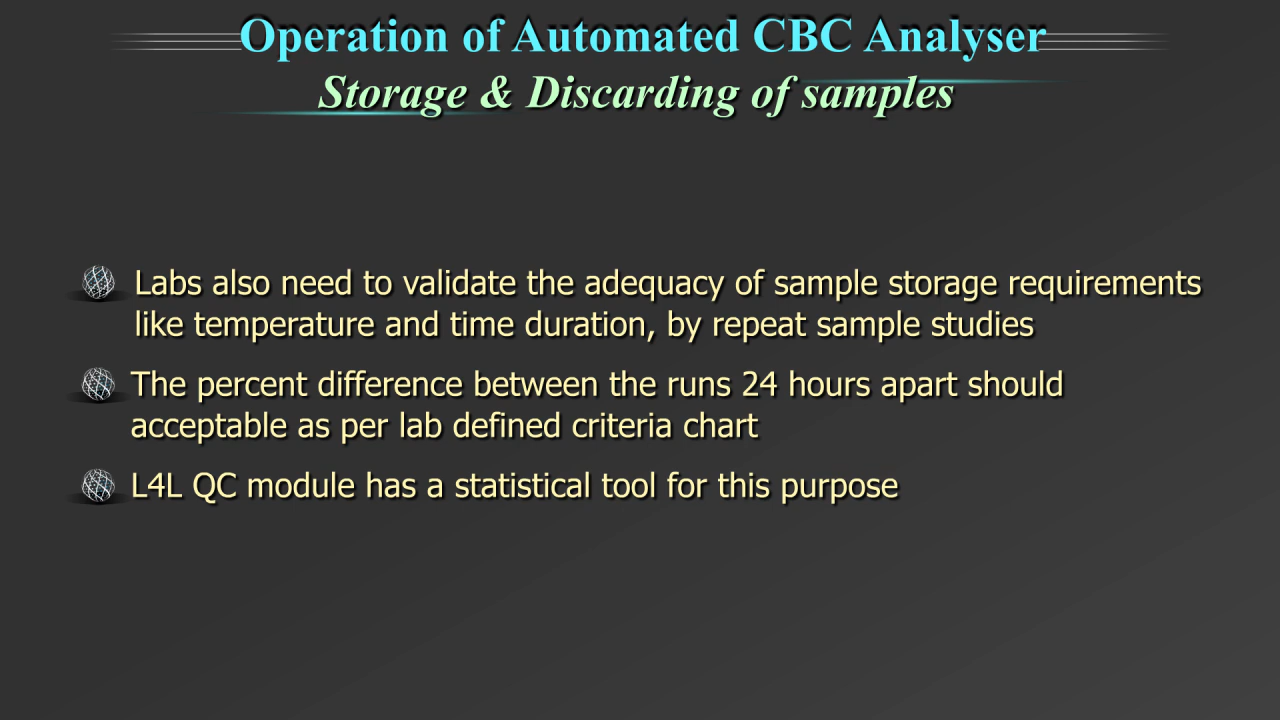 Operation of Automated CBC Analyser
Storage & Discarding of samples
Labs also need to validate the adequacy of sample storage requirements
like temperature and time duration, by repeat sample studies
The percent difference between the runs 24 hours apart should
acceptable as per lab defined criteria chart
L4L QC module has a statistical tool for this purpose